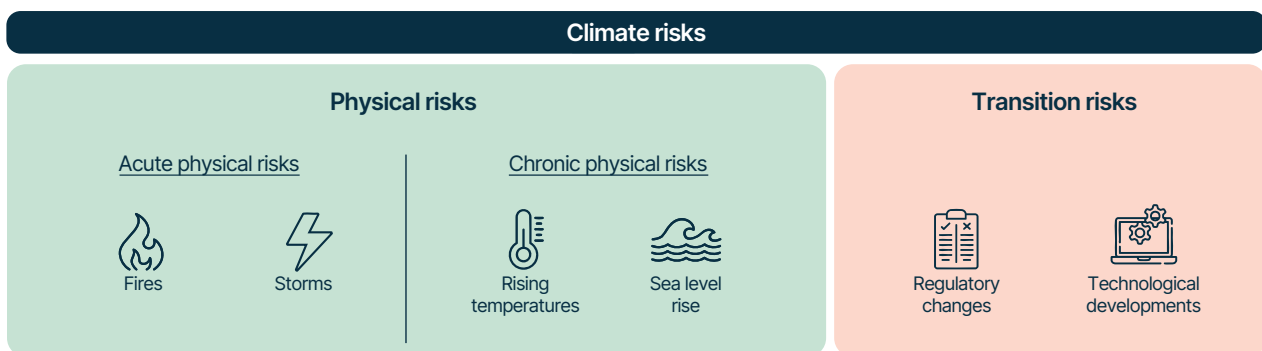 Climate risks
Physical risks
Acute physical risks
Fires
Storms
Chronic physical risks
Rising
temperatures
Sea level
rise
Transition risks
Regulatory
changes
Technological
developments